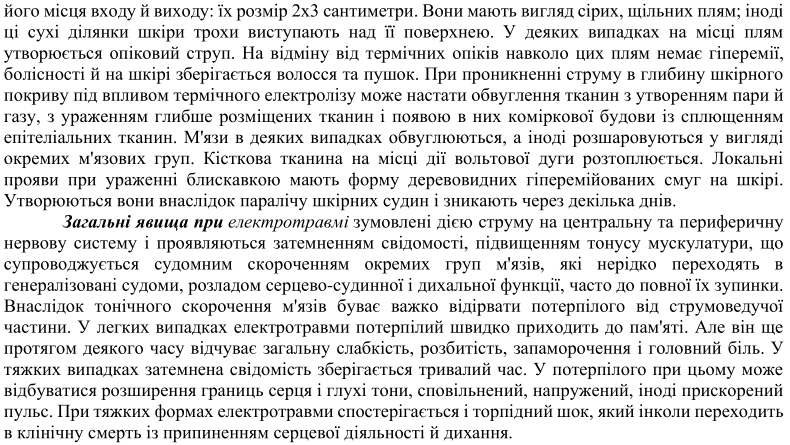 його місця входу й виходу: їх розмір 2х3 сантиметри. Вони мають вигляд сірих, щільних плям; іноді
ці сухі ділянки шкіри трохи виступають над її поверхнею. У деяких випадках на місці плям
утворюється опіковий струп. На відміну від термічних опіків навколо цих плям немає гіперемії,
болісності й на шкірі зберігається волосся та пушок. При проникненні струму в глибину шкірного
покриву під впливом термічного електролізу може настати обвуглення тканин з утворенням пари й
газу, з ураженням глибше розміщених тканин і появою в них коміркової будови із сплющенням
епітеліальних тканин. М'язи в деяких випадках обвуглюються, а іноді розшаровуються у вигляді
окремих м'язових груп. Кісткова тканина на місці дії вольтової дуги розтоплюється. Локальні
прояви при ураженні блискавкою мають форму деревовидних гіперемійованих смуг на шкірі.
Утворюються вони внаслідок паралічу шкірних судин і зникають через декілька днів.
Загальні явища при електротравмі зумовлені дією струму на центральну та периферичну
нервову систему і проявляються затемненням свідомості, підвищенням тонусу мускулатури, що
супроводжується судомним скороченням окремих груп м'язів, які нерідко переходять в
генералізовані судоми, розладом серцево-судинної і дихальної функції, часто до повної їх зупинки.
Внаслідок тонічного скорочення м'язів буває важко відірвати потерпілого від струмоведучої
частини. У легких випадках електротравми потерпілий швидко приходить до пам'яті. Але він ще
протягом деякого часу відчуває загальну слабкість, розбитість, запаморочення і головний біль. У
тяжких випадках затемнена свідомість зберігається тривалий час. У потерпілого при цьому може
відбуватися розширення границь серця і глухі тони, сповільнений, напружений, іноді прискорений
пульс. При тяжких формах електротравми спостерігається і торпідний шок, який інколи переходить
в клінічну смерть із припиненням серцевої діяльності й дихання.